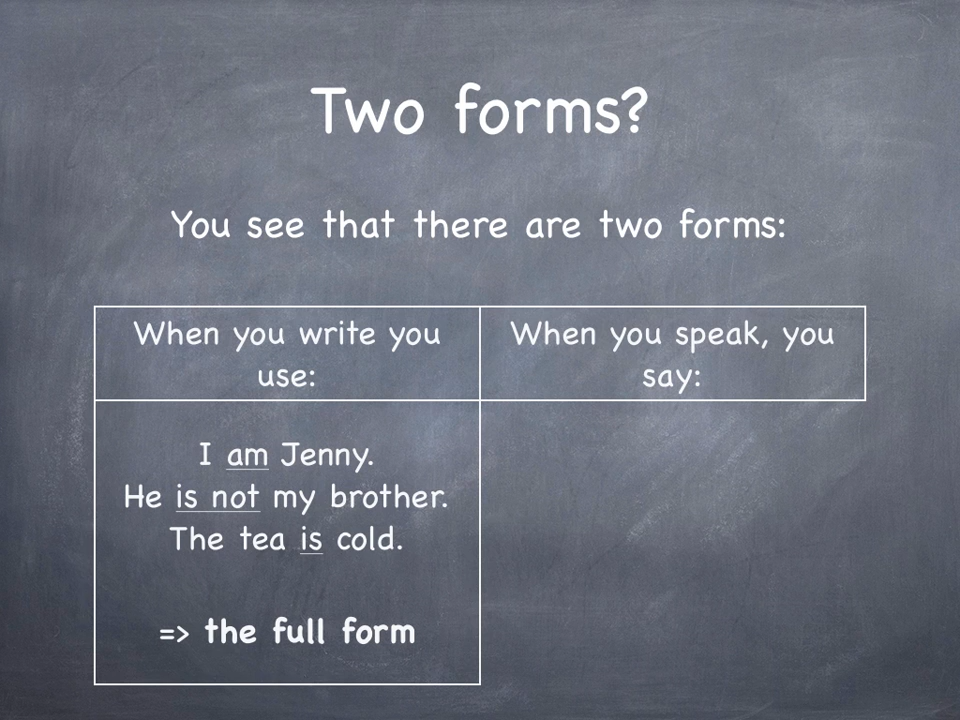 Two forms?
You see that there are two forms:
When you write you
use:
When you speak, you
say:
I am Jenny.
He is not my brother.
The tea is cold.
=> the full form